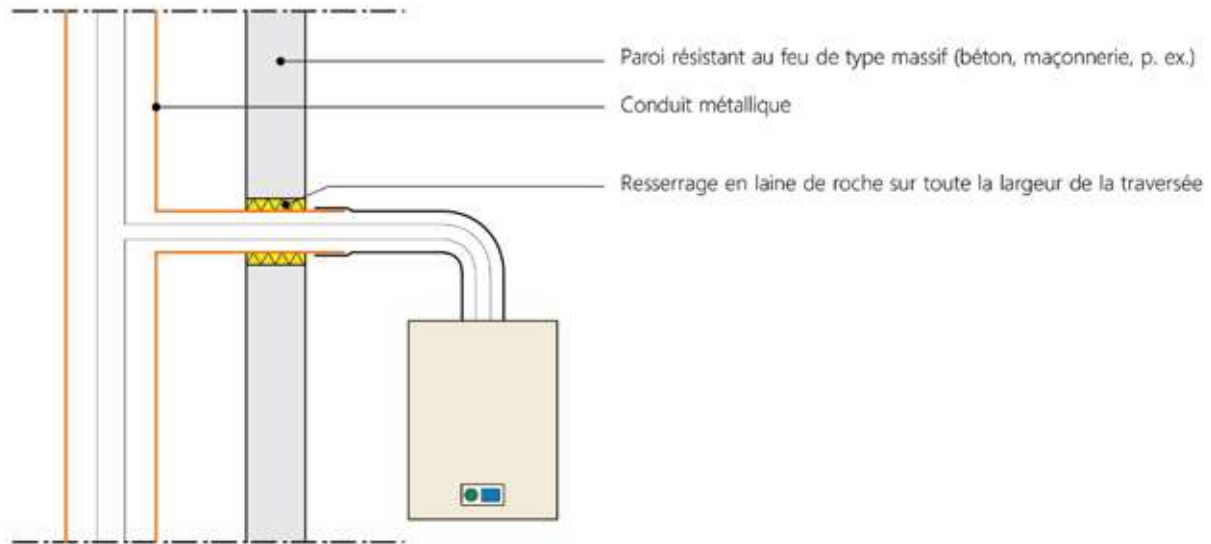 Paroi résistant au feu de type massif (béton, maçonnerie, p. ex.)
Conduit métallique
Resserrage en laine de roche sur toute la largeur de la traversée